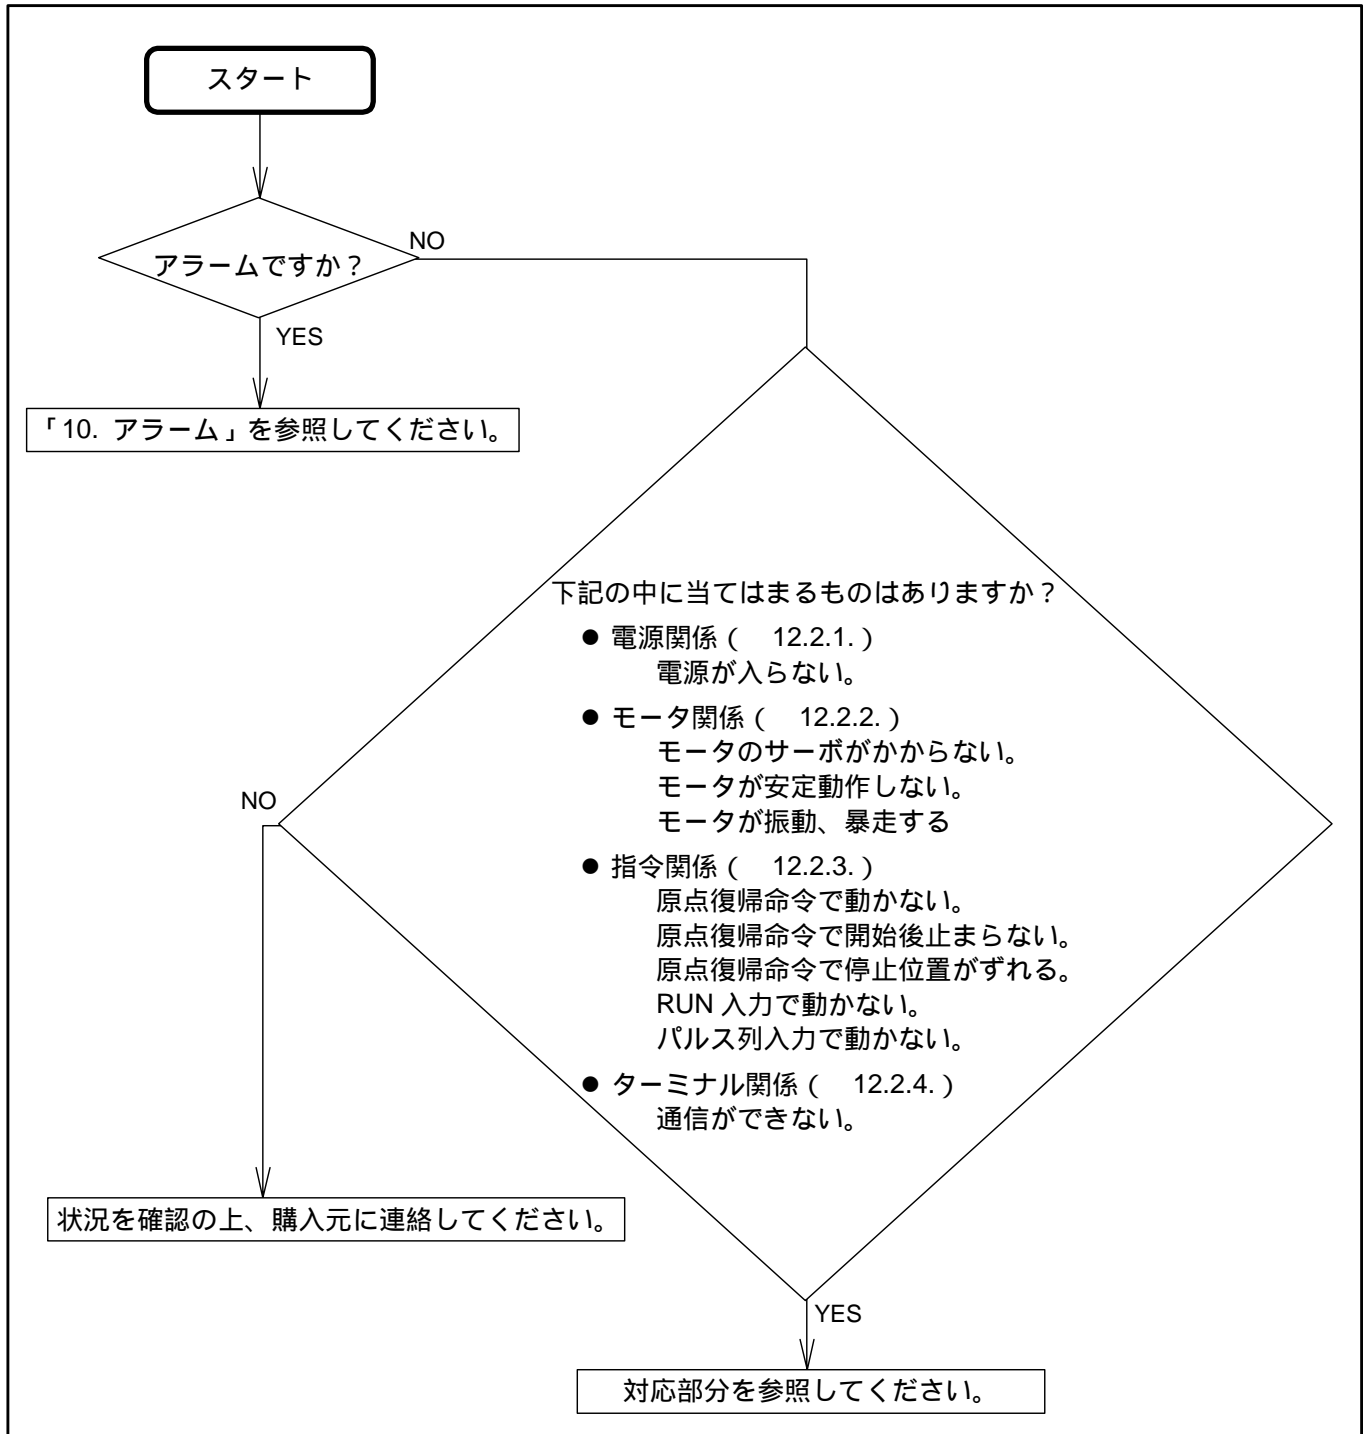 スタート
アラームですか？
NO
YES
「10. アラーム」を参照してください。
下記の中に当てはまるものはありますか？
● 電源関係（　12.2.1.）
電源が入らない。
● モータ関係（　12.2.2.）
モータのサーボがかからない。
モータが安定動作しない。
モータが振動、暴走する
● 指令関係（　12.2.3.）
原点復帰命令で動かない。
原点復帰命令で開始後止まらない。
原点復帰命令で停止位置がずれる。
RUN 入力で動かない。
パルス列入力で動かない。
● ターミナル関係（　12.2.4.）
通信ができない。
NO
状況を確認の上、購入元に連絡してください。
YES
対応部分を参照してください。